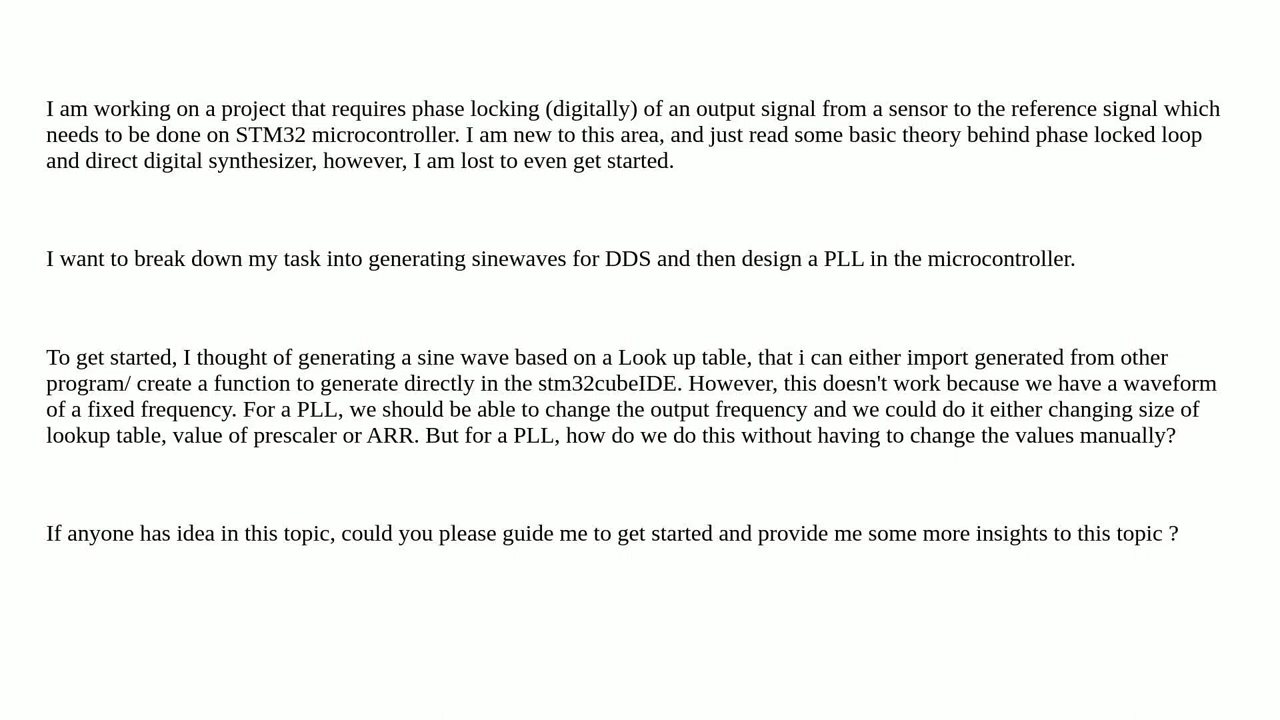 I am working on a project that requires phase locking (digitally) of an output signal from a sensor to the reference signal which
needs to be done on STM32 microcontroller. I am new to this area, and just read some basic theory behind phase locked loop
and direct digital synthesizer, however, I am lost to even get started.
I want to break down my task into generating sinewaves for DDS and then design a PLL in the microcontroller.
To get started, I thought of generating a sine wave based on a Look up table, that i can either import generated from other
program/ create a function to generate directly in the stm32cubeIDE. However, this doesn't work because we have a waveform
of a fixed frequency. For a PLL, we should be able to change the output frequency and we could do it either changing size of
lookup table, value of prescaler or ARR. But for a PLL, how do we do this without having to change the values manually?
If anyone has idea in this topic, could you please guide me to get started and provide me some more insights to this topic ?